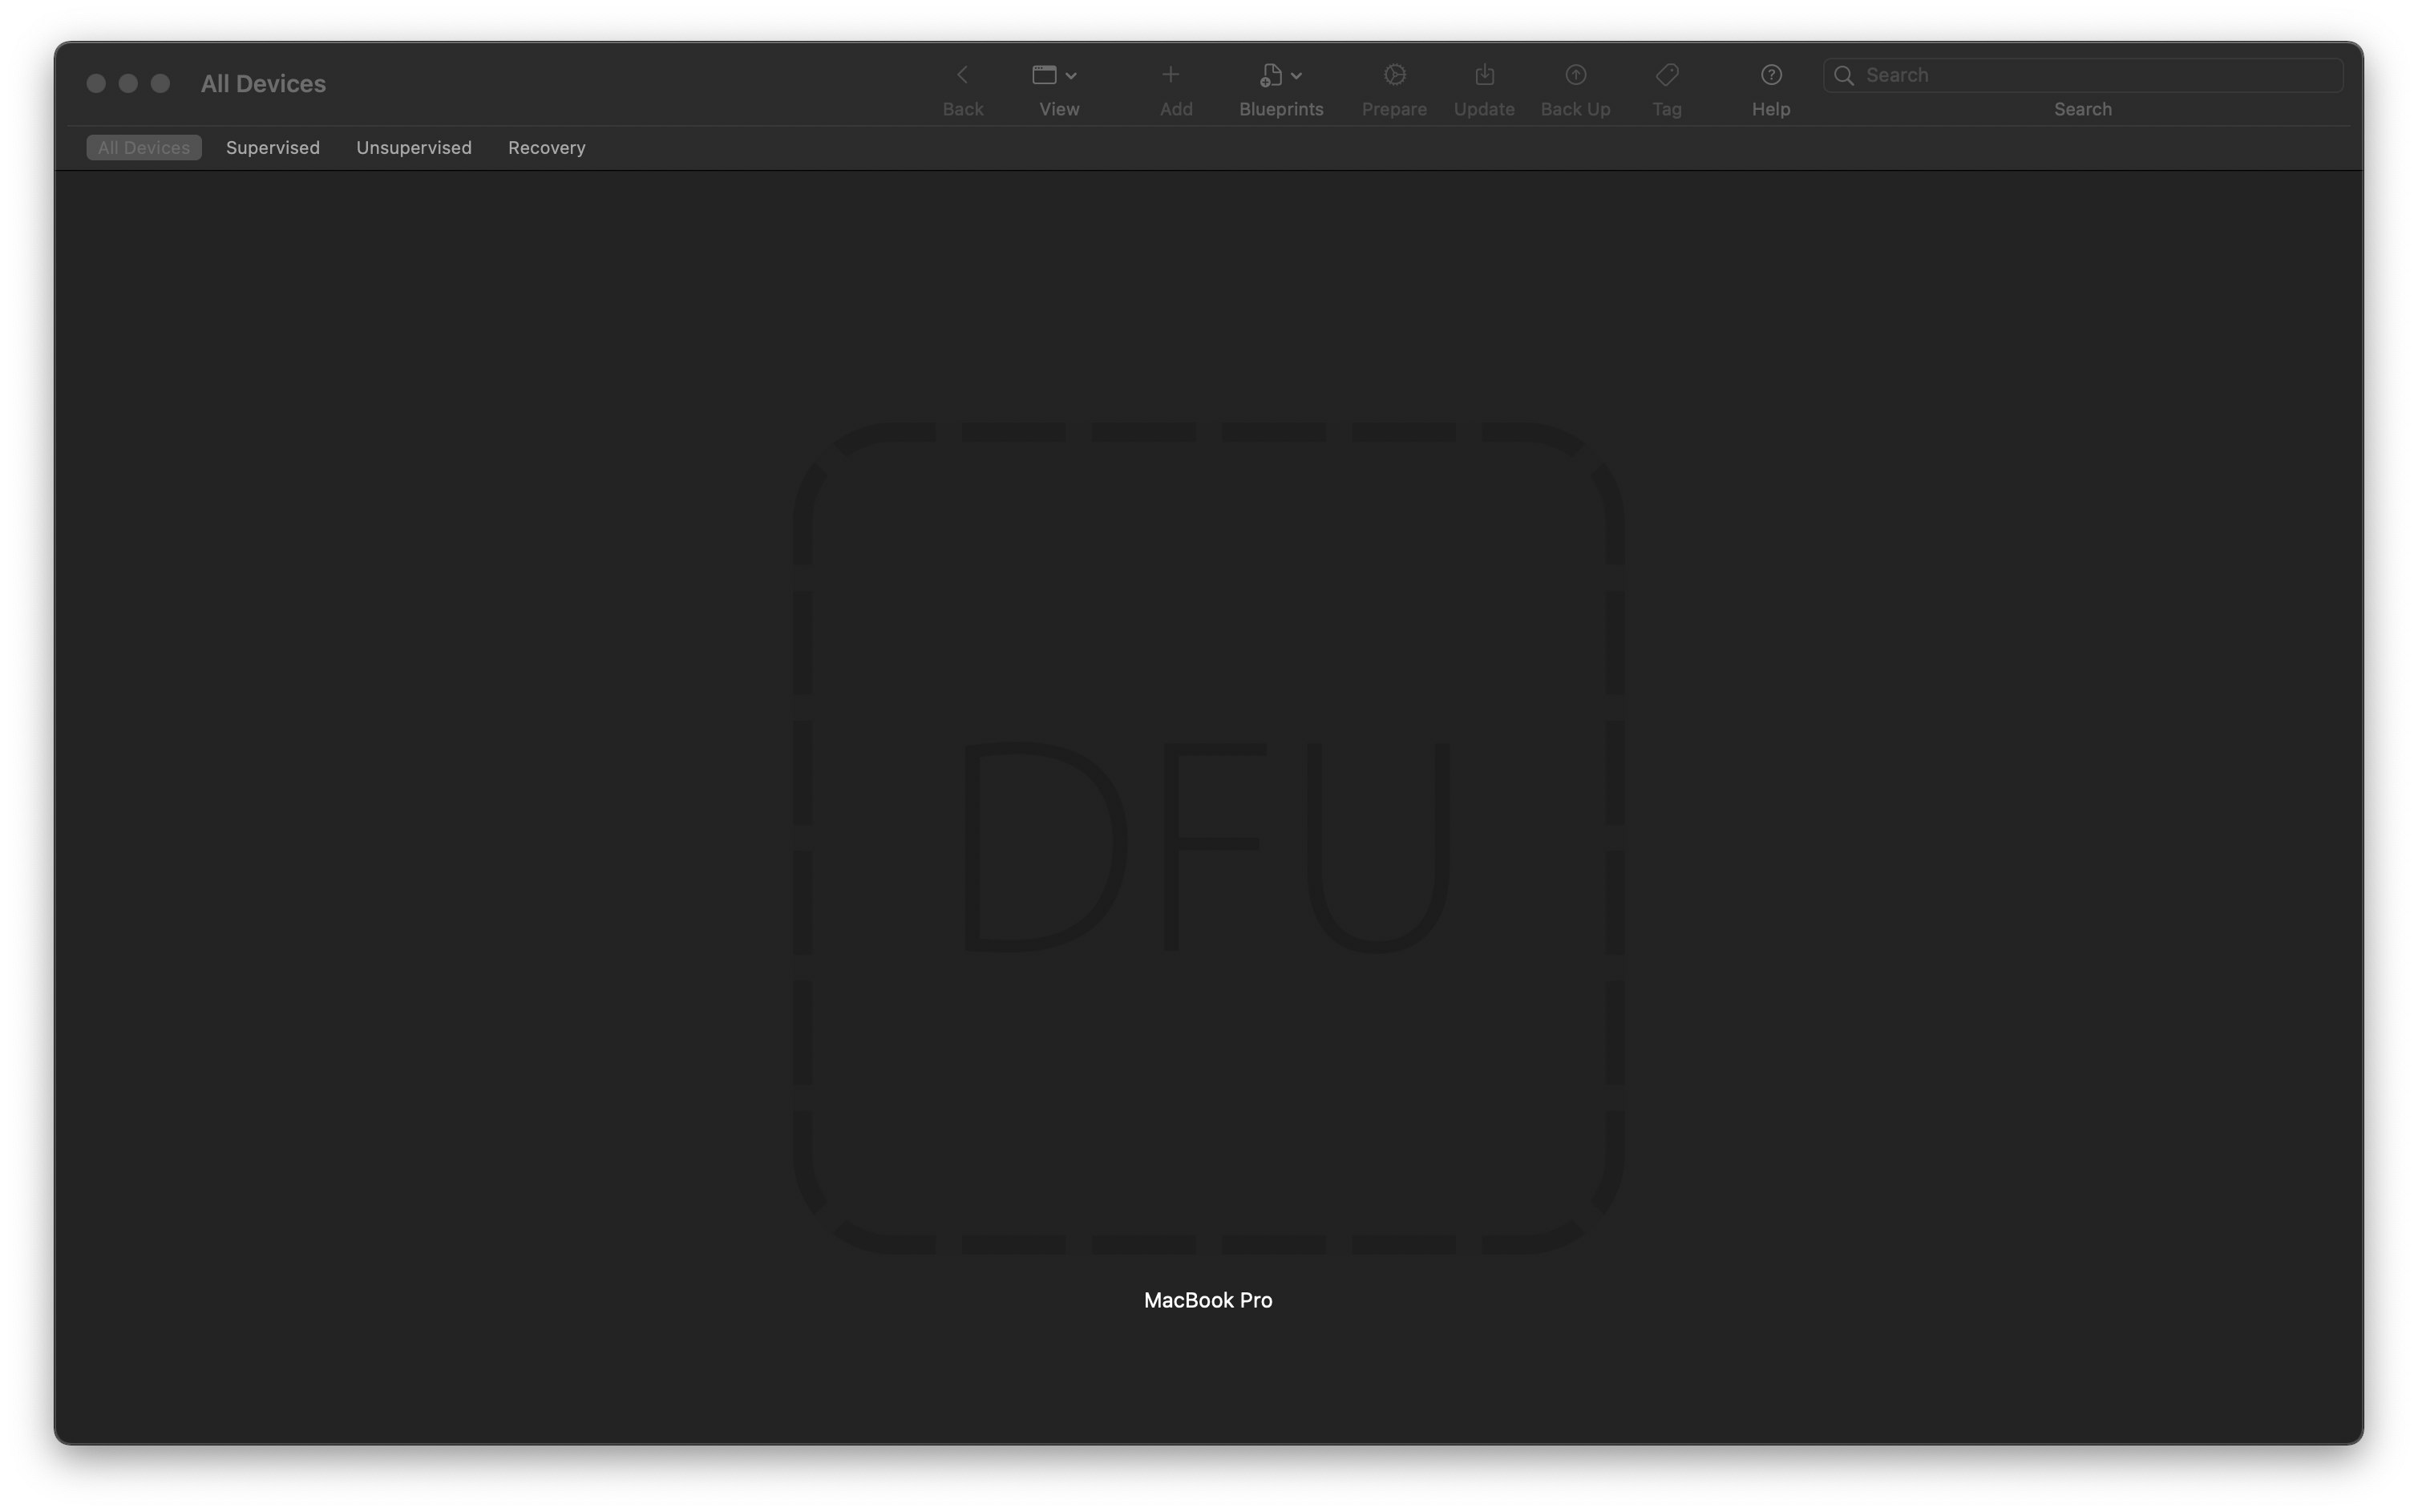 All Devices
Back
View
Add
Blueprints
Prepare
Update
Back Up
Tag
Help
Search
Search
All Devices
Supervised
Unsupervised
Recovery
DFU
MacBook Pro